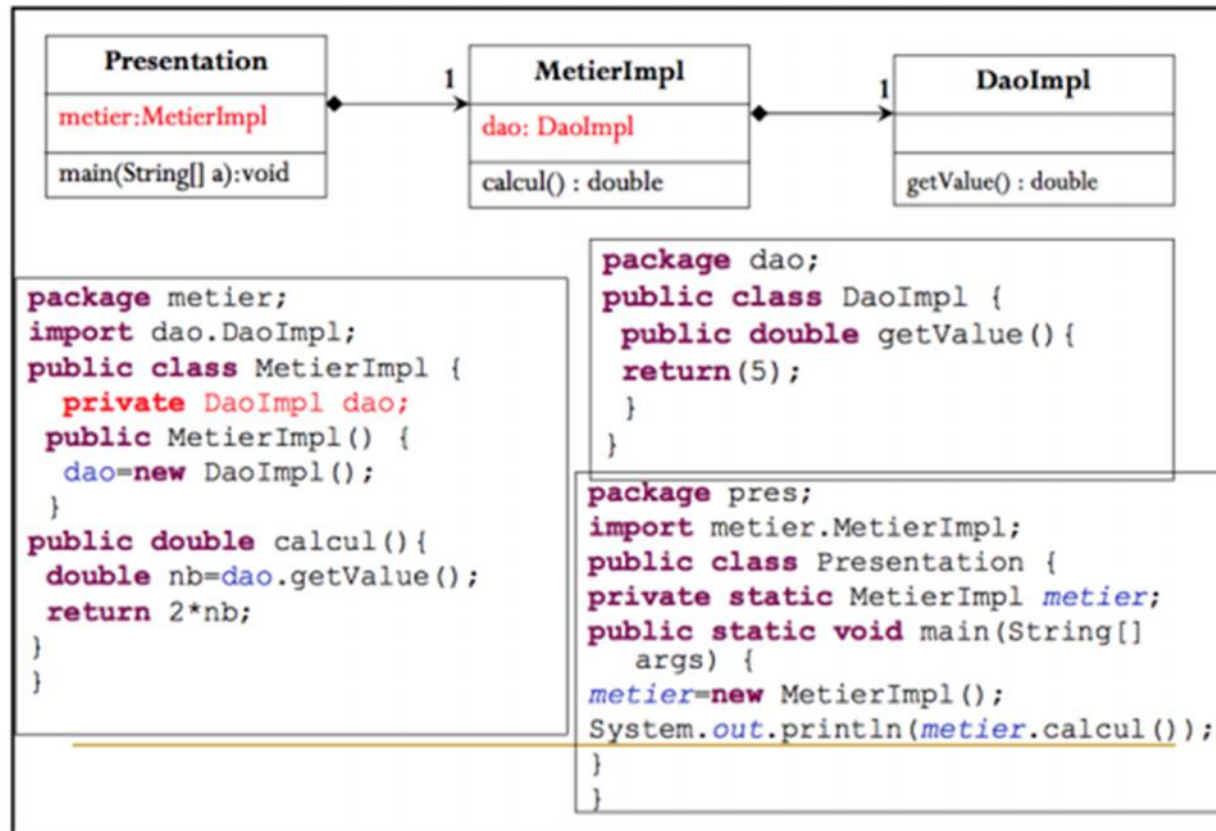 Presentation
metier:MetierImpl
main(String[] a):void
1
MetierImpl
dao: DaoImpl
calcul() : double
1
DaoImpl
getValue() : double
package metier;
import dao.DaoImpl;
public class MetierImpl {
private DaoImpl dao;
public MetierImpl() {
dao=new DaoImpl();
}
public double calcul(){
double nb=dao.getValue();
return 2*nb;
}
}
package dao;
public class DaoImpl {
public double getValue(){
return(5);
}
}
package pres;
import metier.MetierImpl;
public class Presentation {
private static MetierImpl metier;
public static void main(String[]
args) {
metier=new MetierImpl();
System.out.println(metier.calcul());
}
}